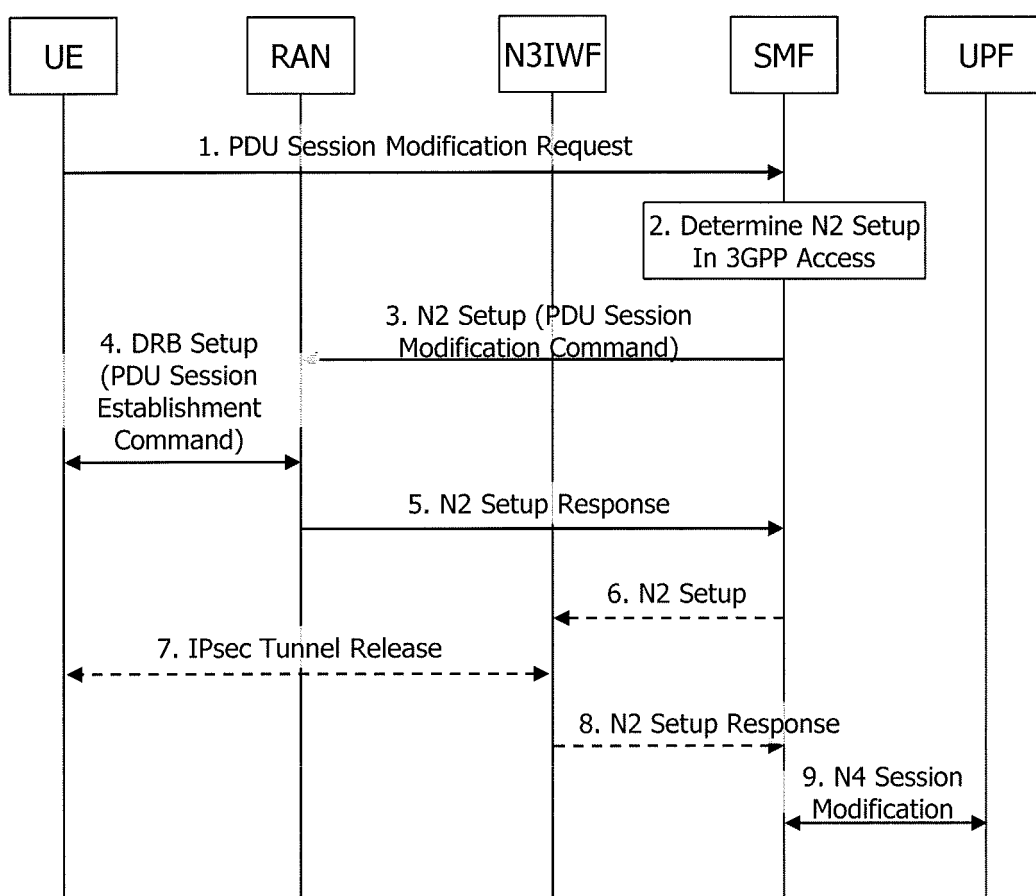 UE
RAN
N3IWF
SMF
UPF
1. PDU Session Modification Request
2. Determine N2 Setup
In 3GPP Access
3. N2 Setup (PDU Session
Modification Command)
4. DRB Setup
(PDU Session
Establishment
Command)
5. N2 Setup Response
6. N2 Setup
7. IPsec Tunnel Release
8. N2 Setup Response
9. N4 Session
Modification